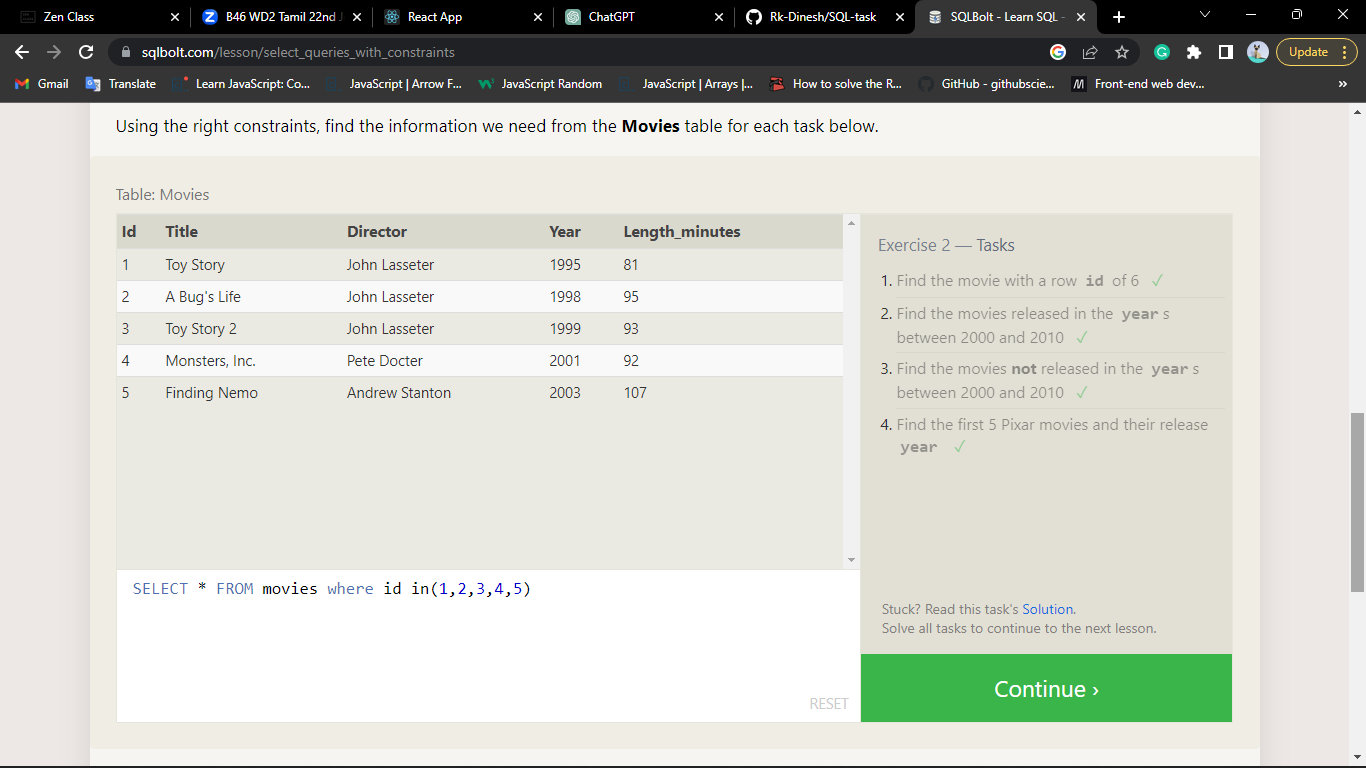 Zen Class
B46 WD2 Tamil 22nd J
React App
ChatGPT
Rk-Dinesh/SQL-task
SQLBolt - Learn SQL -
sqlbolt.com/lesson/select_queries_with_constraints
Update
Gmail
Translate
Learn JavaScript: Co...
JavaScript | Arrow F...
JavaScript Random
JavaScript | Arrays |...
How to solve the R...
GitHub - githubscie...
Front-end web dev...
Using the right constraints, find the information we need from the Movies table for each task below.
Table: Movies
Id Title Director Year Length_minutes
1 Toy Story John Lasseter 1995 81
2 A Bug's Life John Lasseter 1998 95
3 Toy Story 2 John Lasseter 1999 93
4 Monsters, Inc. Pete Docter 2001 92
5 Finding Nemo Andrew Stanton 2003 107
SELECT * FROM movies where id in(1,2,3,4,5)
RESET
Exercise 2 — Tasks
1. Find the movie with a row id of 6 ✓
2. Find the movies released in the year s
between 2000 and 2010 ✓
3. Find the movies not released in the year s
between 2000 and 2010 ✓
4. Find the first 5 Pixar movies and their release
year ✓
Stuck? Read this task's Solution.
Solve all tasks to continue to the next lesson.
Continue ›